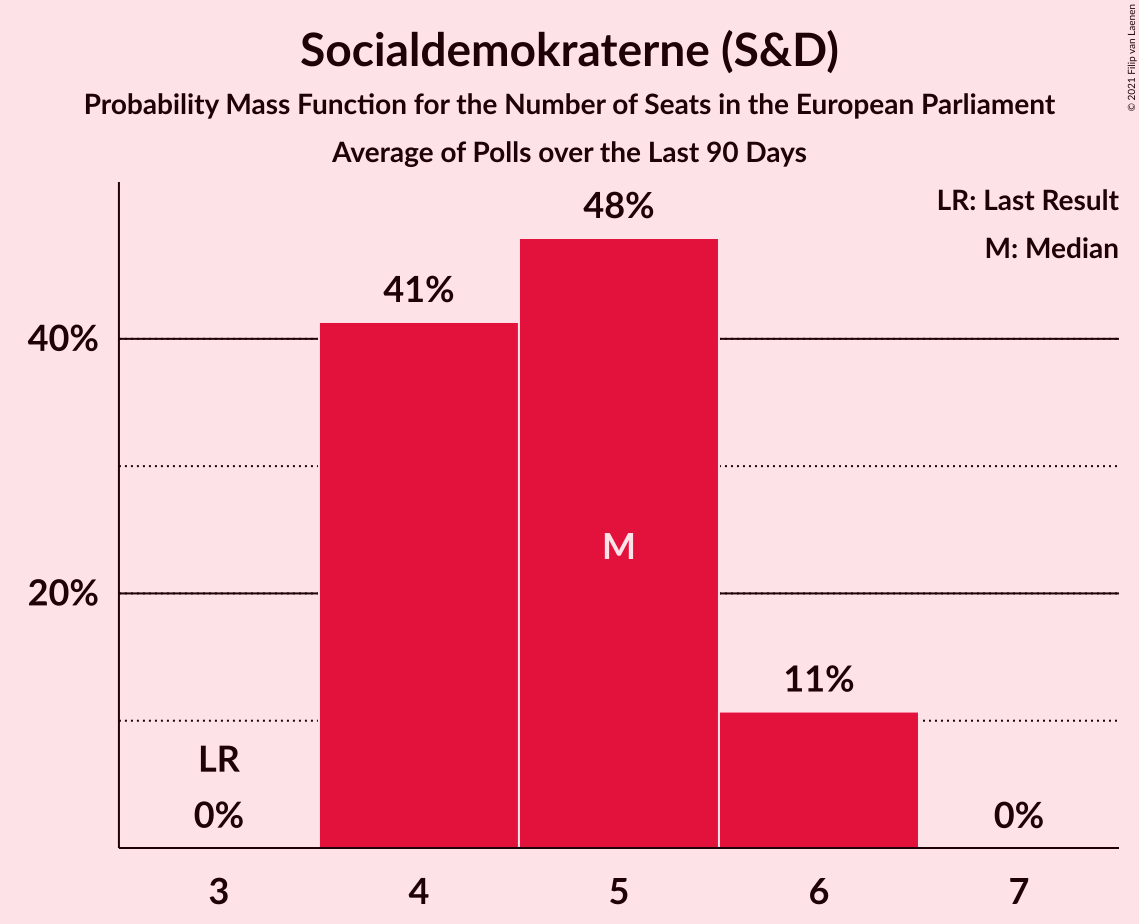 Socialdemokraterne (S&D)
Probability Mass Function for the Number of Seats in the European Parliament
Average of Polls over the Last 90 Days
© 2021 Filip van Laenen
LR: Last Result
M: Median
48%
41%
40%
M
20%
11%
LR
0%
0%
3
4
5
6
7